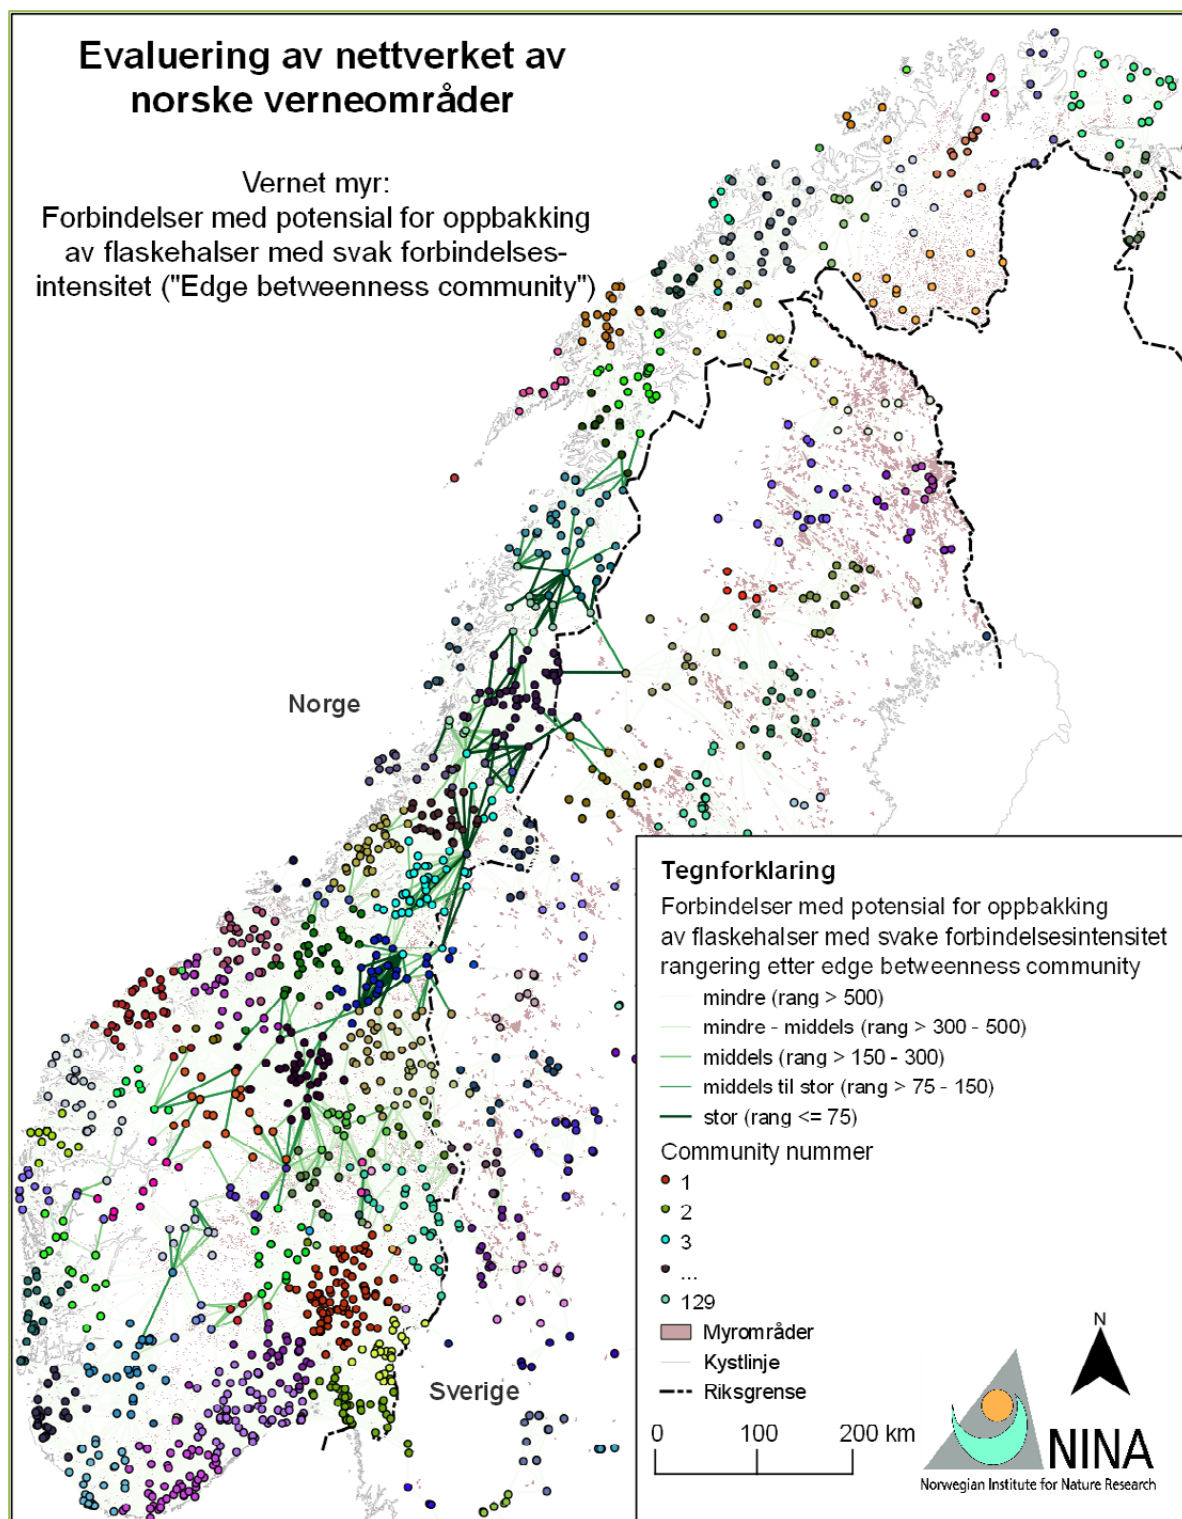 Evaluering av nettverket av
norske verneområder
Vernet myr:
Forbindelser med potensial for oppbakking
av flaskehalser med svak forbindelses-
intensitet ("Edge betweenness community")
Norge
Sverige
Tegnforklaring
Forbindelser med potensial for oppbakking
av flaskehalser med svake forbindelsesintensitet
rangering etter edge betweenness community
mindre (rang > 500)
mindre - middels (rang > 300 - 500)
middels (rang > 150 - 300)
middels til stor (rang > 75 - 150)
stor (rang <= 75)
Community nummer
1
2
3
...
129
Myrområder
Kystlinje
Riksgrense
0 100 200 km
N
NINA
Norwegian Institute for Nature Research